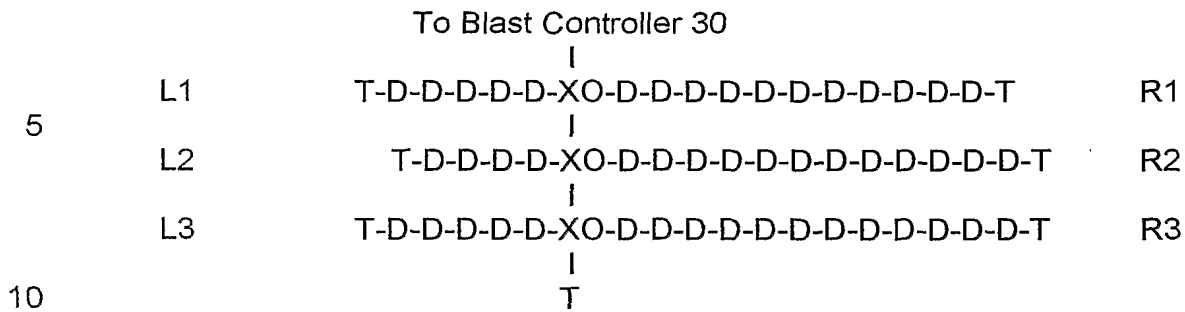 To Blast Controller 30
|
L1 T-D-D-D-D-D-XO-D-D-D-D-D-D-D-D-D-D-D-T R1
5 |
L2 T-D-D-D-D-XO-D-D-D-D-D-D-D-D-D-D-D-D-T R2
|
L3 T-D-D-D-D-D-XO-D-D-D-D-D-D-D-D-D-D-D-D-T R3
|
10 T